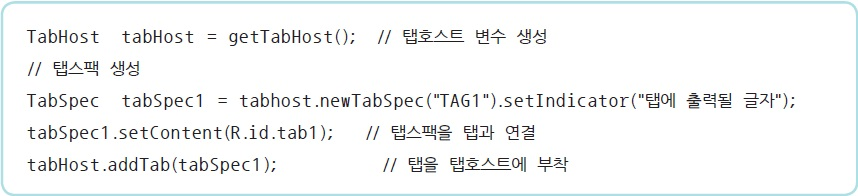 TabHost tabHost = getTabHost(); // 탭호스트 변수 생성
// 탭스팩 생성
TabSpec tabSpec1 = tabhost.newTabSpec("TAG1").setIndicator("탭에 출력될 글자");
tabSpec1.setContent(R.id.tab1); // 탭스팩을 탭과 연결
tabHost.addTab(tabSpec1); // 탭을 탭호스트에 부착